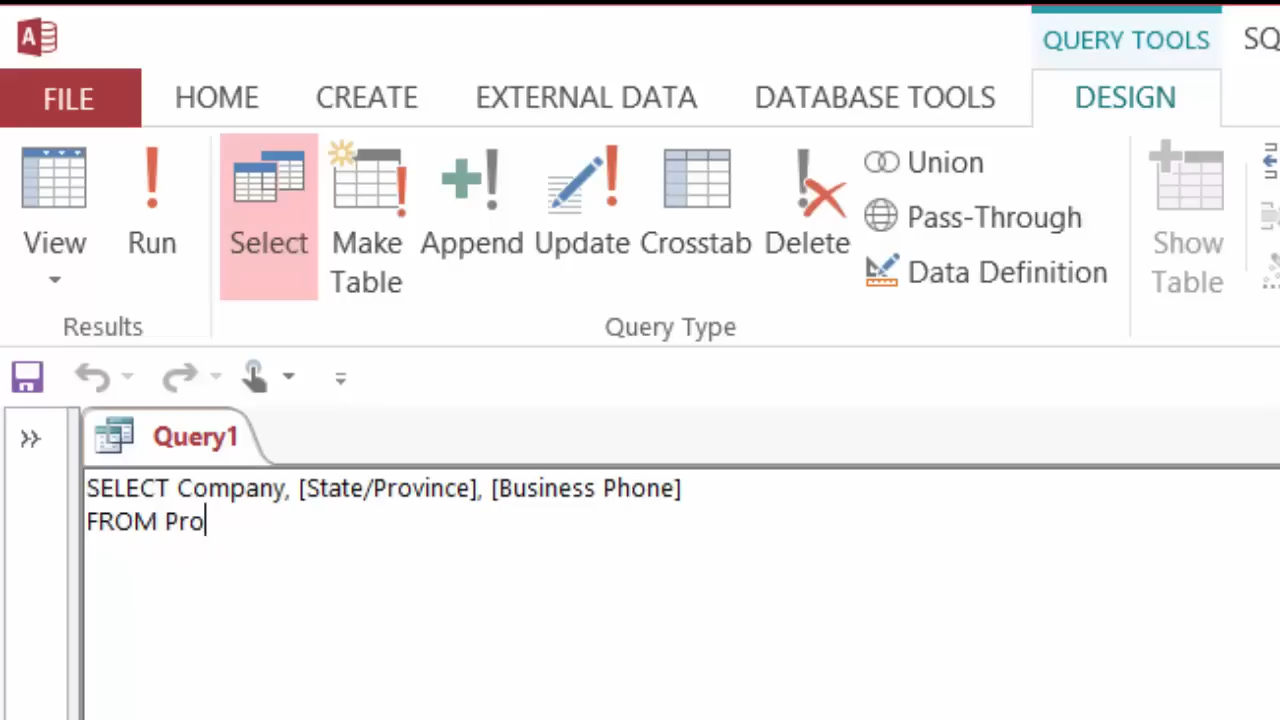 QUERY TOOLS SQ
FILE HOME CREATE EXTERNAL DATA DATABASE TOOLS DESIGN
View Run Select Make Table Append Update Crosstab Delete Union Pass-Through Data Definition Show Table
Results Query Type
Query1
SELECT Company, [State/Province], [Business Phone]
FROM Pro